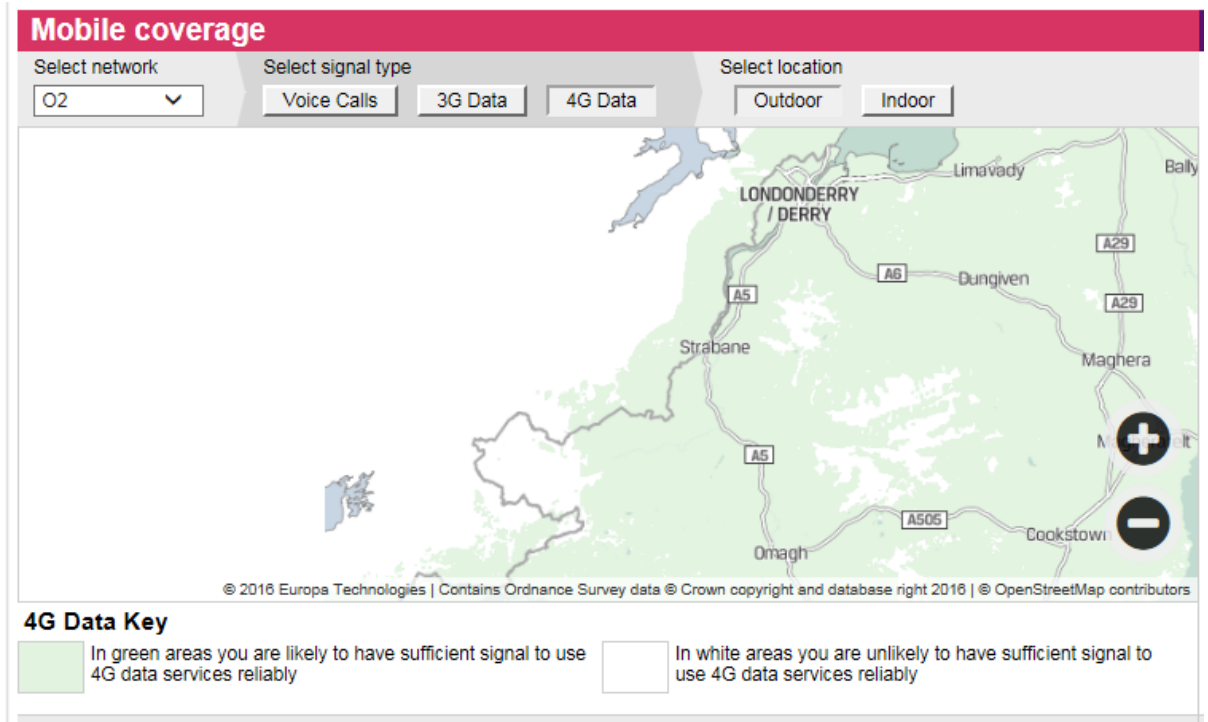 Mobile coverage
Select network
Select signal type
Select location
O2
Voice Calls
3G Data
4G Data
Outdoor
Indoor
Limavady
Bally
LONDONDERRY
/ DERRY
A29
A6
Dungiven
A5
A29
Strabane
Maghera
A5
A505
Cookstown
Omagh
© 2016 Europa Technologies | Contains Ordnance Survey data © Crown copyright and database right 2016 | © OpenStreetMap contributors
4G Data Key
In green areas you are likely to have sufficient signal to use
4G data services reliably
In white areas you are unlikely to have sufficient signal to
use 4G data services reliably